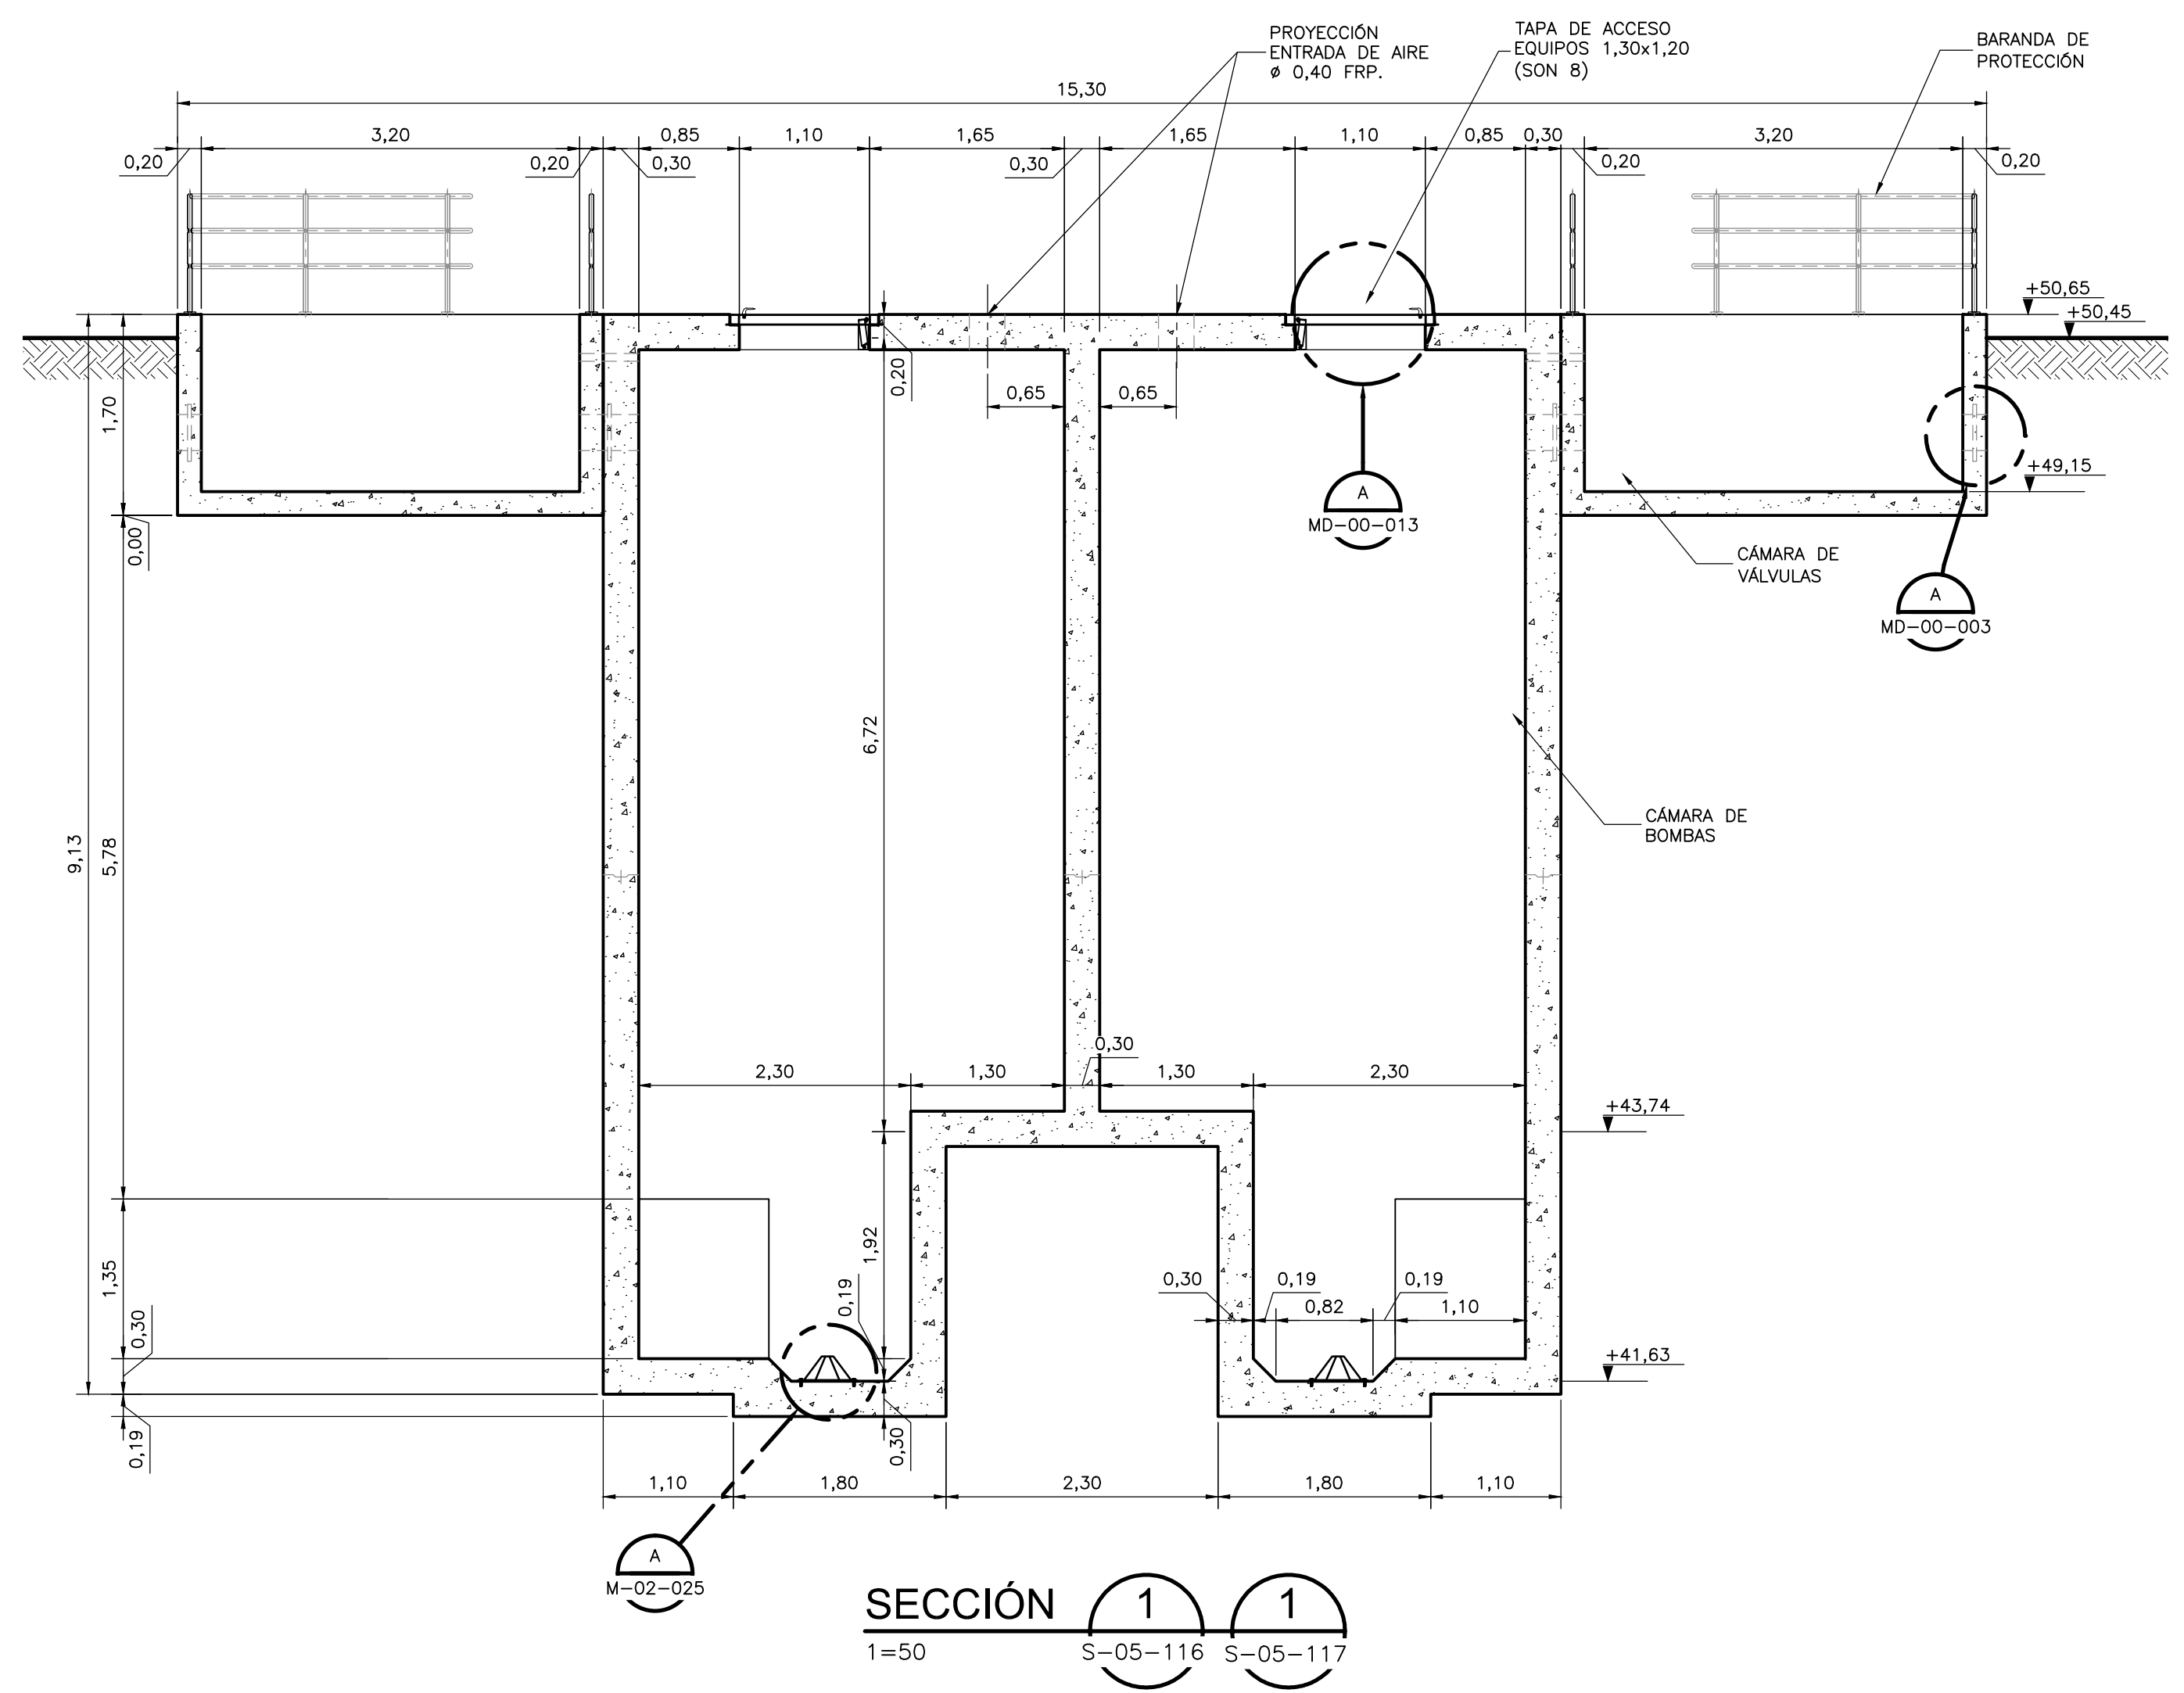 PROYECCIÓN
ENTRADA DE AIRE
ø 0,40 FRP.
TAPA DE ACCESO
EQUIPOS 1,30x1,20
(SON 8)
BARANDA DE
PROTECCIÓN
15,30
3,20
0,85
1,10
1,65
1,65
1,10
0,85
0,30
3,20
0,20
0,20
0,30
0,30
0,20
0,20
+50,65
+50,45
1,70
0,20
0,65
0,65
+49,15
A
MD-00-013
0,00
CÁMARA DE
VÁLVULAS
A
MD-00-003
6,72
CÁMARA DE
BOMBAS
9,13
5,78
0,30
2,30
1,30
1,30
2,30
+43,74
1,92
1,35
0,30
0,19
0,30
0,19
0,19
0,82
1,10
+41,63
0,19
0,30
1,10
1,80
2,30
1,80
1,10
A
M-02-025
SECCIÓN
1
1
1=50
S-05-116
S-05-117